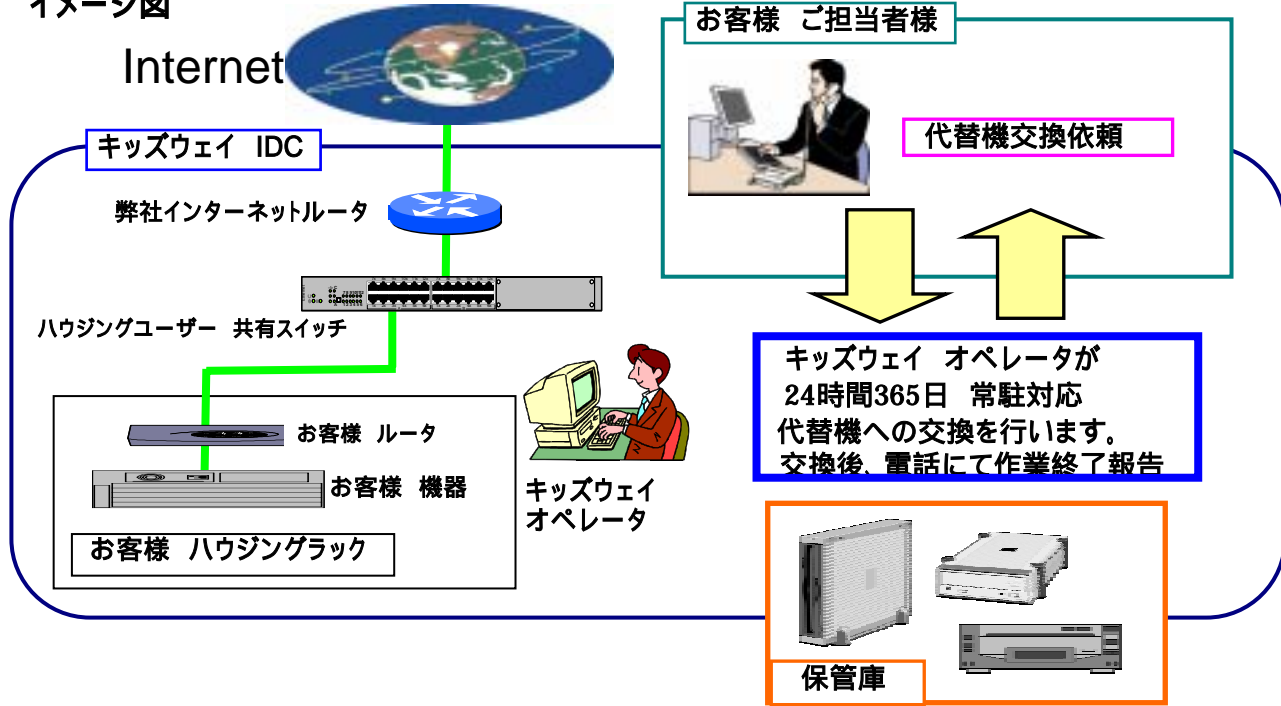 イメージ図
Internet
お客様 ご担当者様
代替機交換依頼
キッズウェイ IDC
弊社インターネットルータ
ハウジングユーザー 共有スイッチ
お客様 ルータ
お客様 機器
お客様 ハウジングラック
キッズウェイ
オペレータ
キッズウェイ オペレータが
24時間365日 常駐対応
代替機への交換を行います。
交換後、電話にて作業終了報告
保管庫